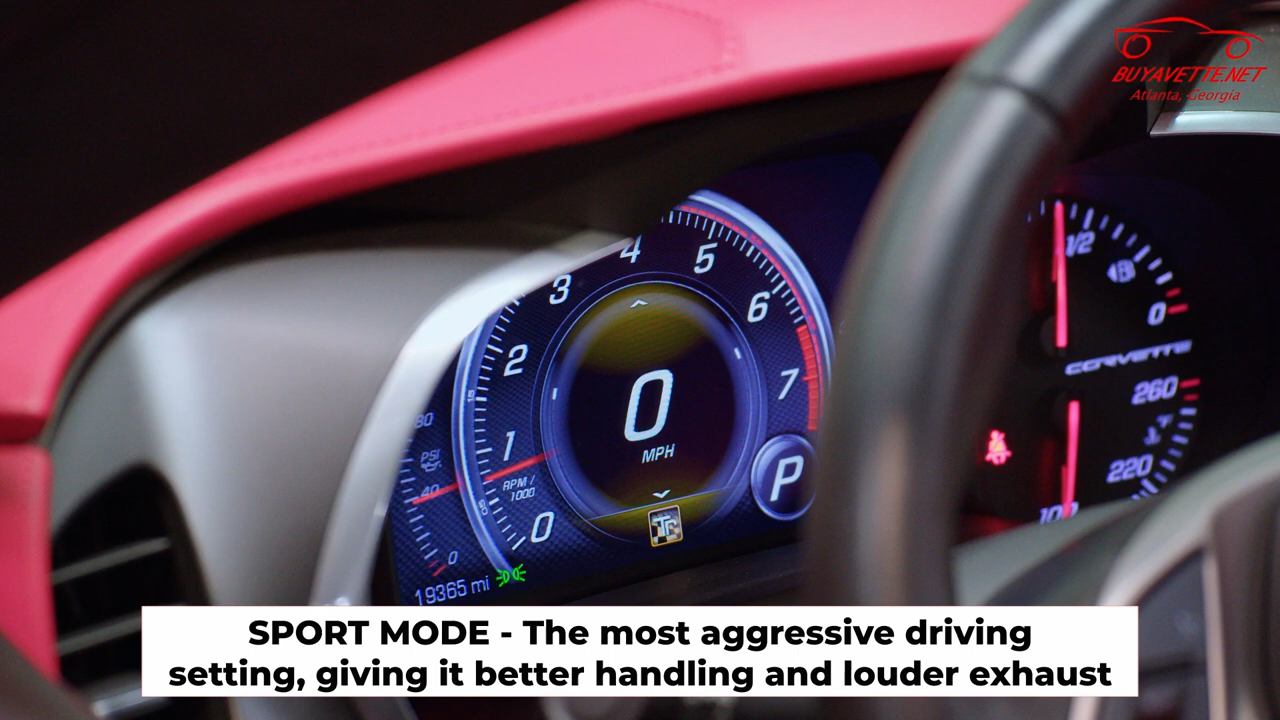 BUYAVETTE.NET
Atlanta, Georgia
4
5
3
6
2
7
1
0
MPH
RPM /
1000
0
P
80
PSI
40
0
19365 mi
1/2
0
CORVETTE
260
°F
220
100
SPORT MODE - The most aggressive driving
setting, giving it better handling and louder exhaust